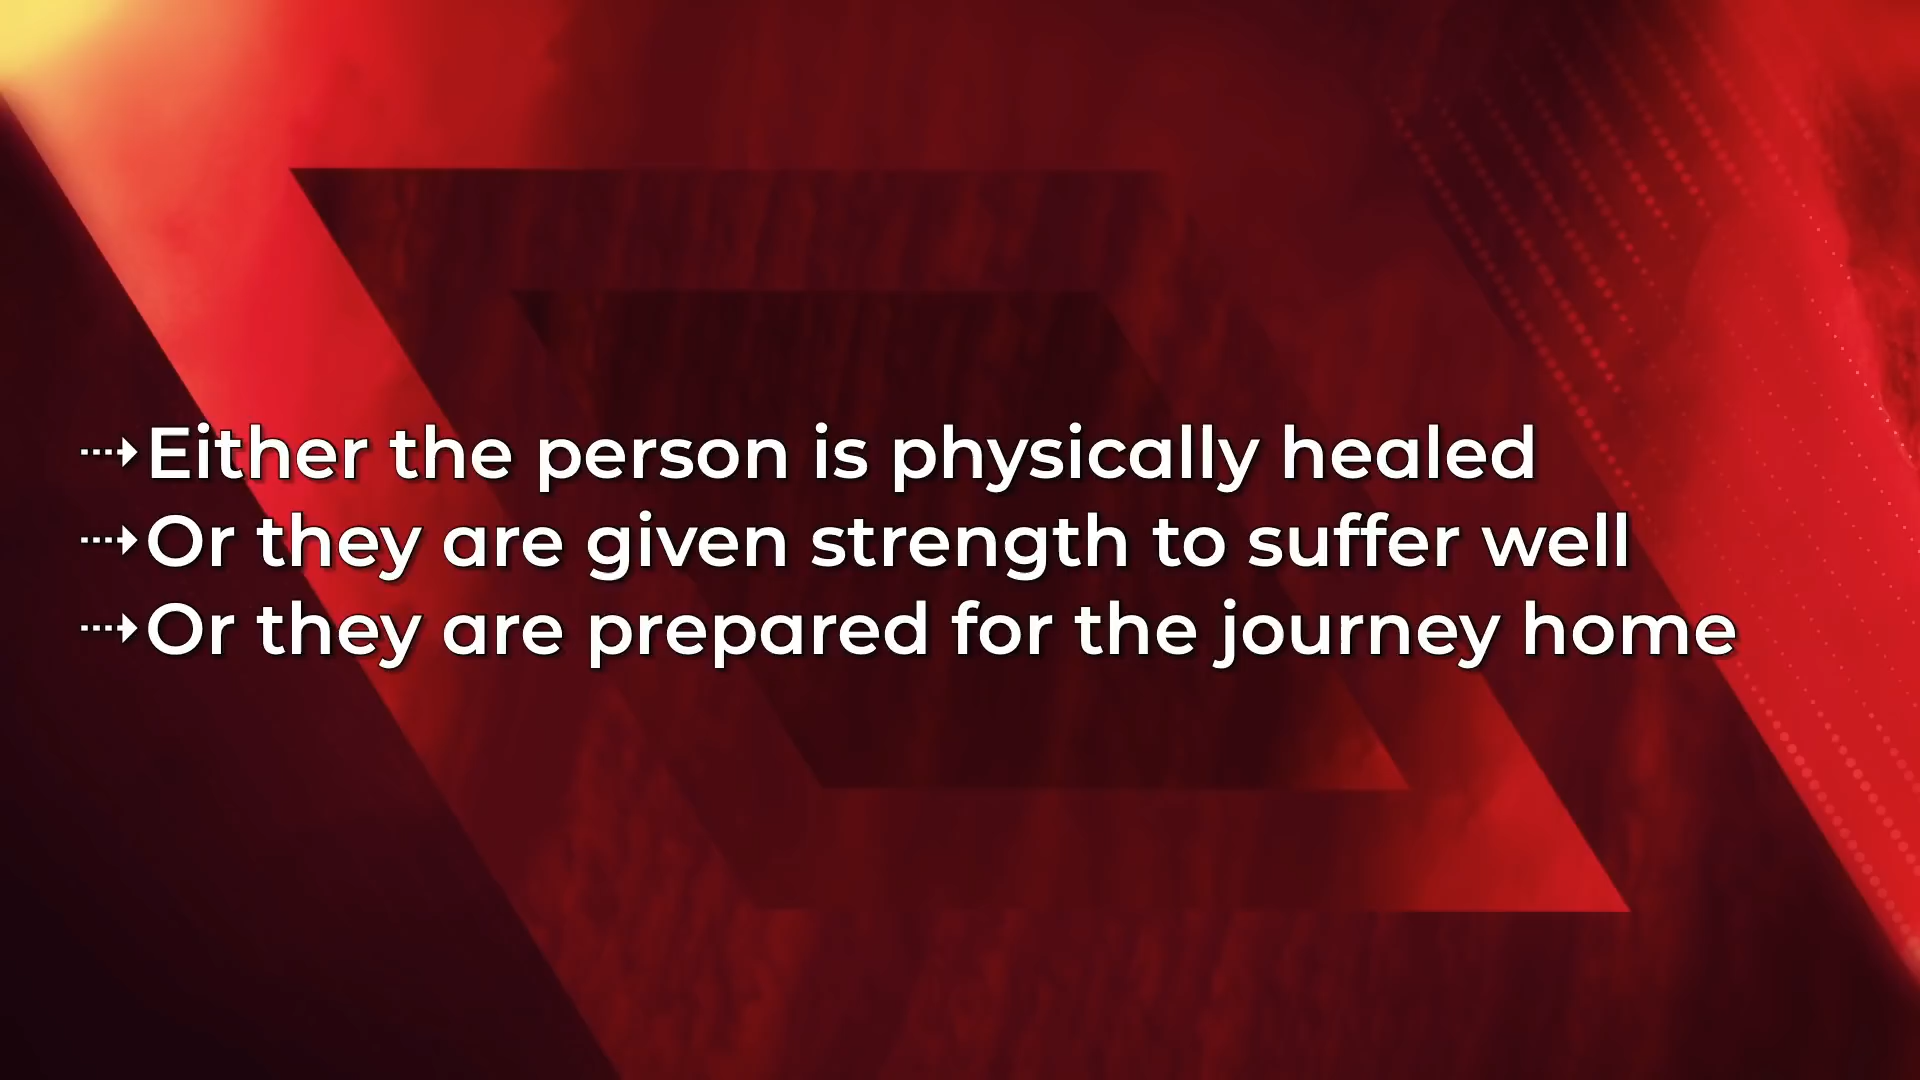 ⤑Either the person is physically healed
⤑Or they are given strength to suffer well
⤑Or they are prepared for the journey home